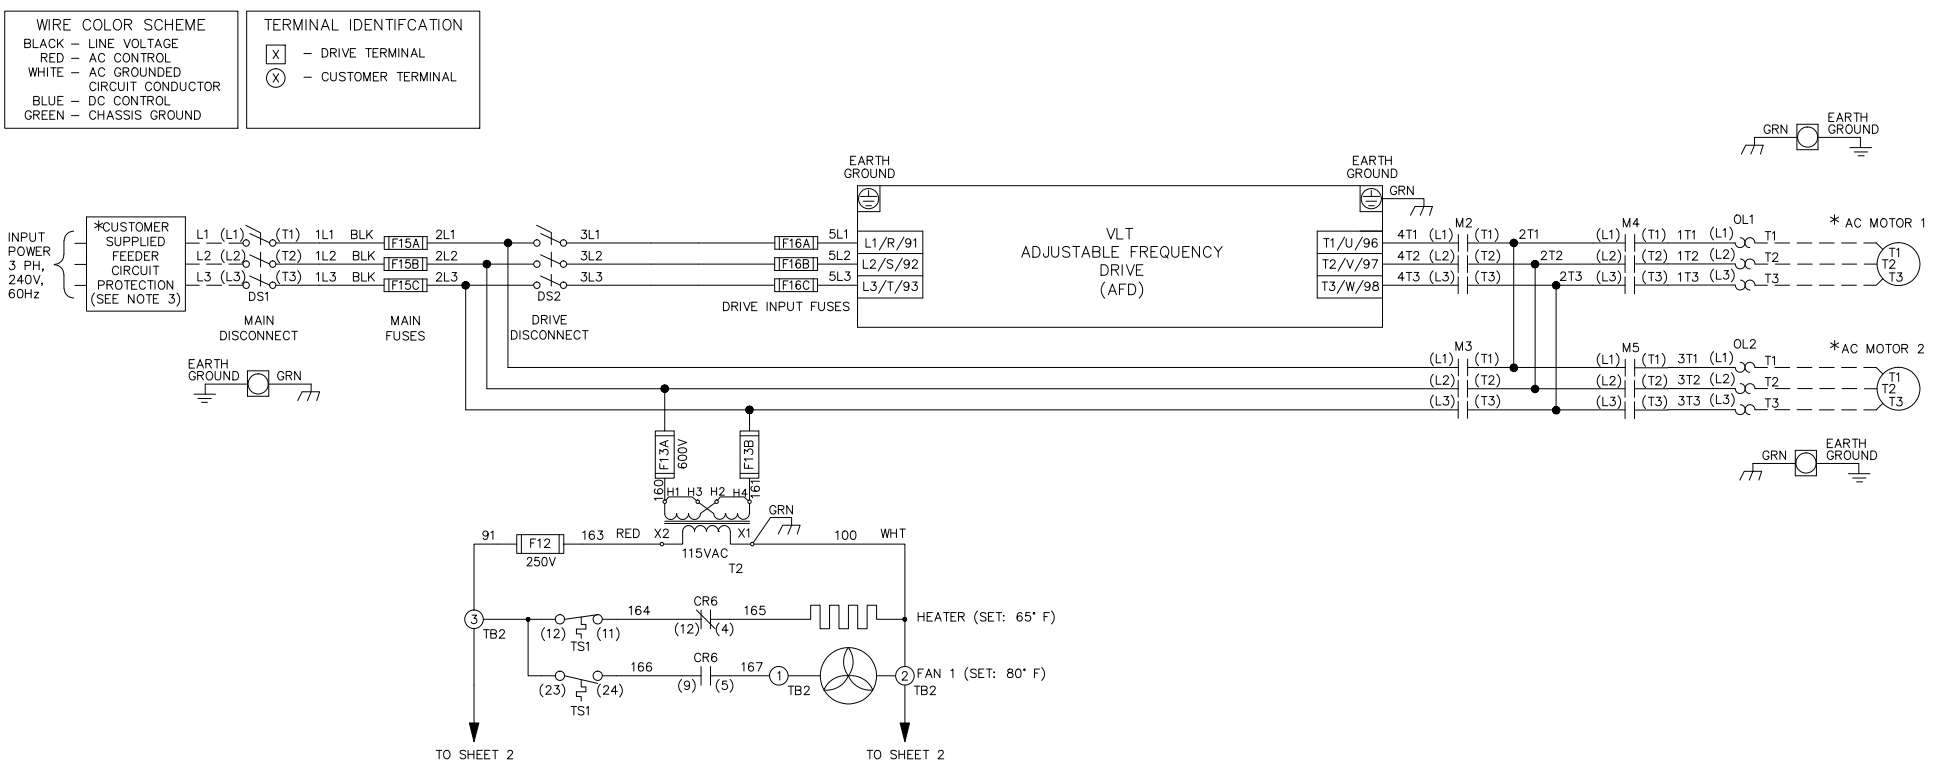 WIRE COLOR SCHEME
BLACK – LINE VOLTAGE
RED – AC CONTROL
WHITE – AC GROUNDED
CIRCUIT CONDUCTOR
BLUE – DC CONTROL
GREEN – CHASSIS GROUND
TERMINAL IDENTIFCATION
X – DRIVE TERMINAL
X – CUSTOMER TERMINAL
GRN EARTH
GROUND
EARTH
GROUND
EARTH
GROUND
GRN
INPUT
POWER
3 PH,
240V,
60Hz
*CUSTOMER
SUPPLIED
FEEDER
CIRCUIT
PROTECTION
(SEE NOTE 3)
L1 (L1) (T1) 1L1 BLK F15A 2L1 3L1 F16A 5L1 L1/R/91
L2 (L2) (T2) 1L2 BLK F15B 2L2 3L2 F16B 5L2 L2/S/92
L3 (L3) (T3) 1L3 BLK F15C 2L3 3L3 F16C 5L3 L3/T/93
DS1
MAIN
DISCONNECT
MAIN
FUSES
DS2
DRIVE
DISCONNECT
DRIVE INPUT FUSES
VLT
ADJUSTABLE FREQUENCY
DRIVE
(AFD)
M2 M4 OL1
T1/U/96 4T1 (L1) (T1) 2T1 (L1) (T1) 1T1 (L1) T1
T2/V/97 4T2 (L2) (T2) 2T2 (L2) (T2) 1T2 (L2) T2
T3/W/98 4T3 (L3) (T3) 2T3 (L3) (T3) 1T3 (L3) T3
* AC MOTOR 1
T1
T2
T3
M3 M5 OL2
(L1) (T1) (L1) (T1) 3T1 (L1) T1
(L2) (T2) (L2) (T2) 3T2 (L2) T2
(L3) (T3) (L3) (T3) 3T3 (L3) T3
*AC MOTOR 2
T1
T2
T3
EARTH
GROUND GRN
GRN EARTH
GROUND
F13A
600V
F13B
160
161
H1 H3 H2 H4
GRN
91 F12 163 RED X2 X1 100 WHT
250V
115VAC
T2
3
TB2
164 CR6 165
(12) (11) (12) (4)
TS1
HEATER (SET: 65° F)
166 CR6 167
(23) (24) (9) (5)
TS1
1
TB2
2
TB2
FAN 1 (SET: 80° F)
TO SHEET 2
TO SHEET 2